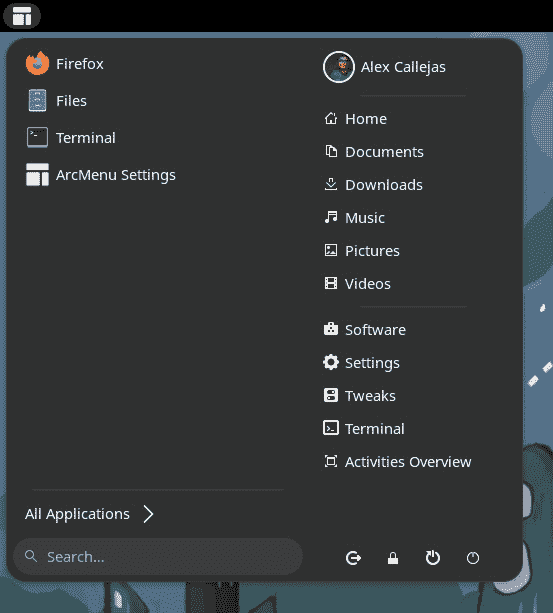 Firefox
Files
Terminal
ArcMenu Settings
All Applications
Search...
Alex Callejas
Home
Documents
Downloads
Music
Pictures
Videos
Software
Settings
Tweaks
Terminal
Activities Overview